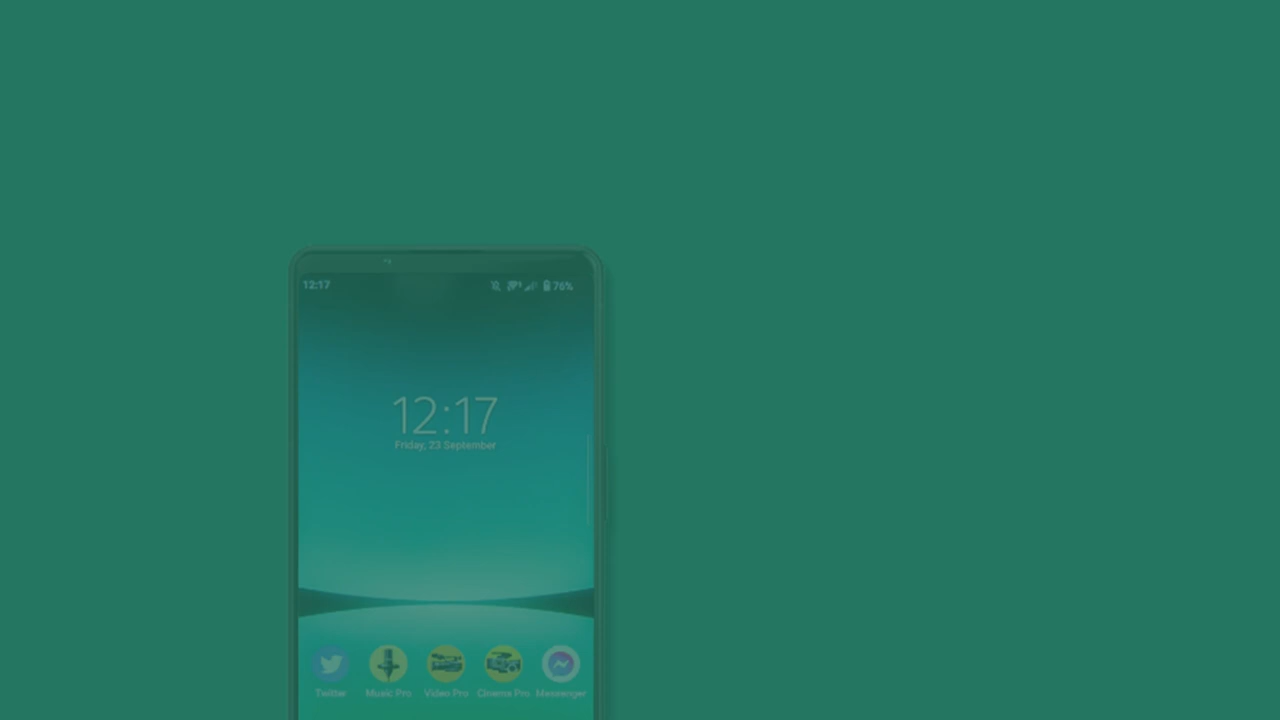 12:17 76%
12:17
Friday, 23 September
Twitter Music Pro Video Pro Cinema Pro Messenger